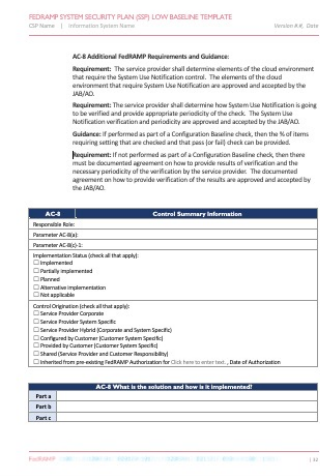 FEDRAMP SYSTEM SECURITY PLAN (SSP) LOW BASELINE TEMPLATE
CSP Name | Information System Name Version #.#, Date
AC-8 Additional FedRAMP Requirements and Guidance:
Requirement: The service provider shall determine elements of the cloud environment
that require the System Use Notification control. The elements of the cloud
environment that require System Use Notification are approved and accepted by the
JAB/AO.
Requirement: The service provider shall determine how System Use Notification is going
to be verified and provide appropriate periodicity of the check. The System Use
Notification verification and periodicity are approved and accepted by the JAB/AO.
Guidance: If performed as part of a Configuration Baseline check, then the % of items
requiring setting that are checked and that pass (or fail) check can be provided.
Requirement: If not performed as part of a Configuration Baseline check, then there
must be documented agreement on how to provide results of verification and the
necessary periodicity of the verification by the service provider. The documented
agreement on how to provide verification of the results are approved and accepted by
the JAB/AO.
AC-8 Control Summary Information
Responsible Role:
Parameter AC-8(a):
Parameter AC-8(c)-1:
Implementation Status (check all that apply):
☐ Implemented
☐ Partially implemented
☐ Planned
☐ Alternative implementation
☐ Not applicable
Control Origination (check all that apply):
☐ Service Provider Corporate
☐ Service Provider System Specific
☐ Service Provider Hybrid (Corporate and System Specific)
☐ Configured by Customer (Customer System Specific)
☐ Provided by Customer (Customer System Specific)
☐ Shared (Service Provider and Customer Responsibility)
☐ Inherited from pre-existing FedRAMP Authorization for Click here to enter text. , Date of Authorization
AC-8 What is the solution and how is it implemented?
Part a
Part b
Part c
FedRAMP